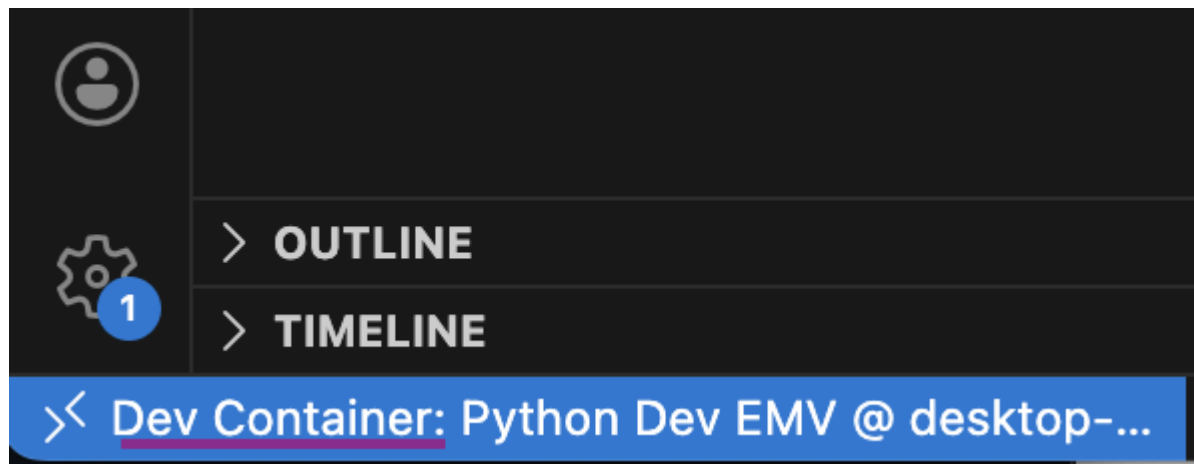 OUTLINE
1
TIMELINE
Dev Container: Python Dev EMV @ desktop-...